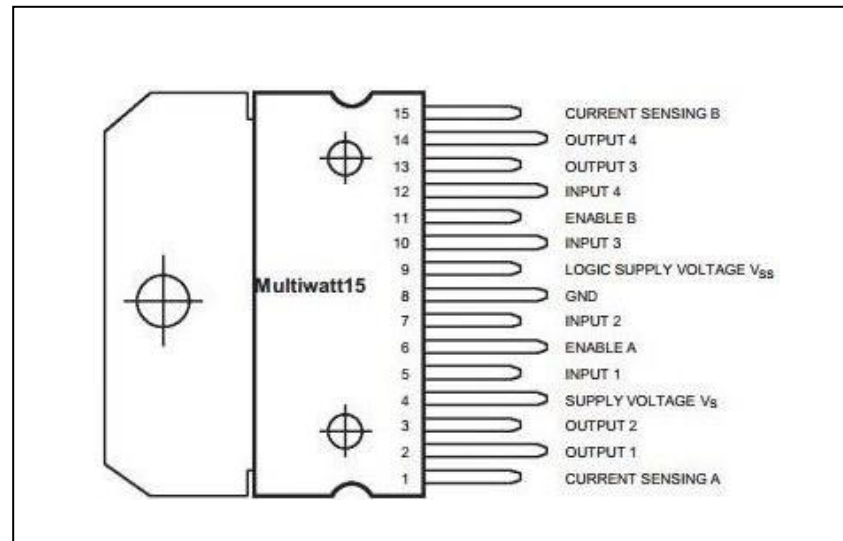 15 CURRENT SENSING B
14 OUTPUT 4
13 OUTPUT 3
12 INPUT 4
11 ENABLE B
10 INPUT 3
Multiwatt15
9 LOGIC SUPPLY VOLTAGE VSS
8 GND
7 INPUT 2
6 ENABLE A
5 INPUT 1
4 SUPPLY VOLTAGE VS
3 OUTPUT 2
2 OUTPUT 1
1 CURRENT SENSING A